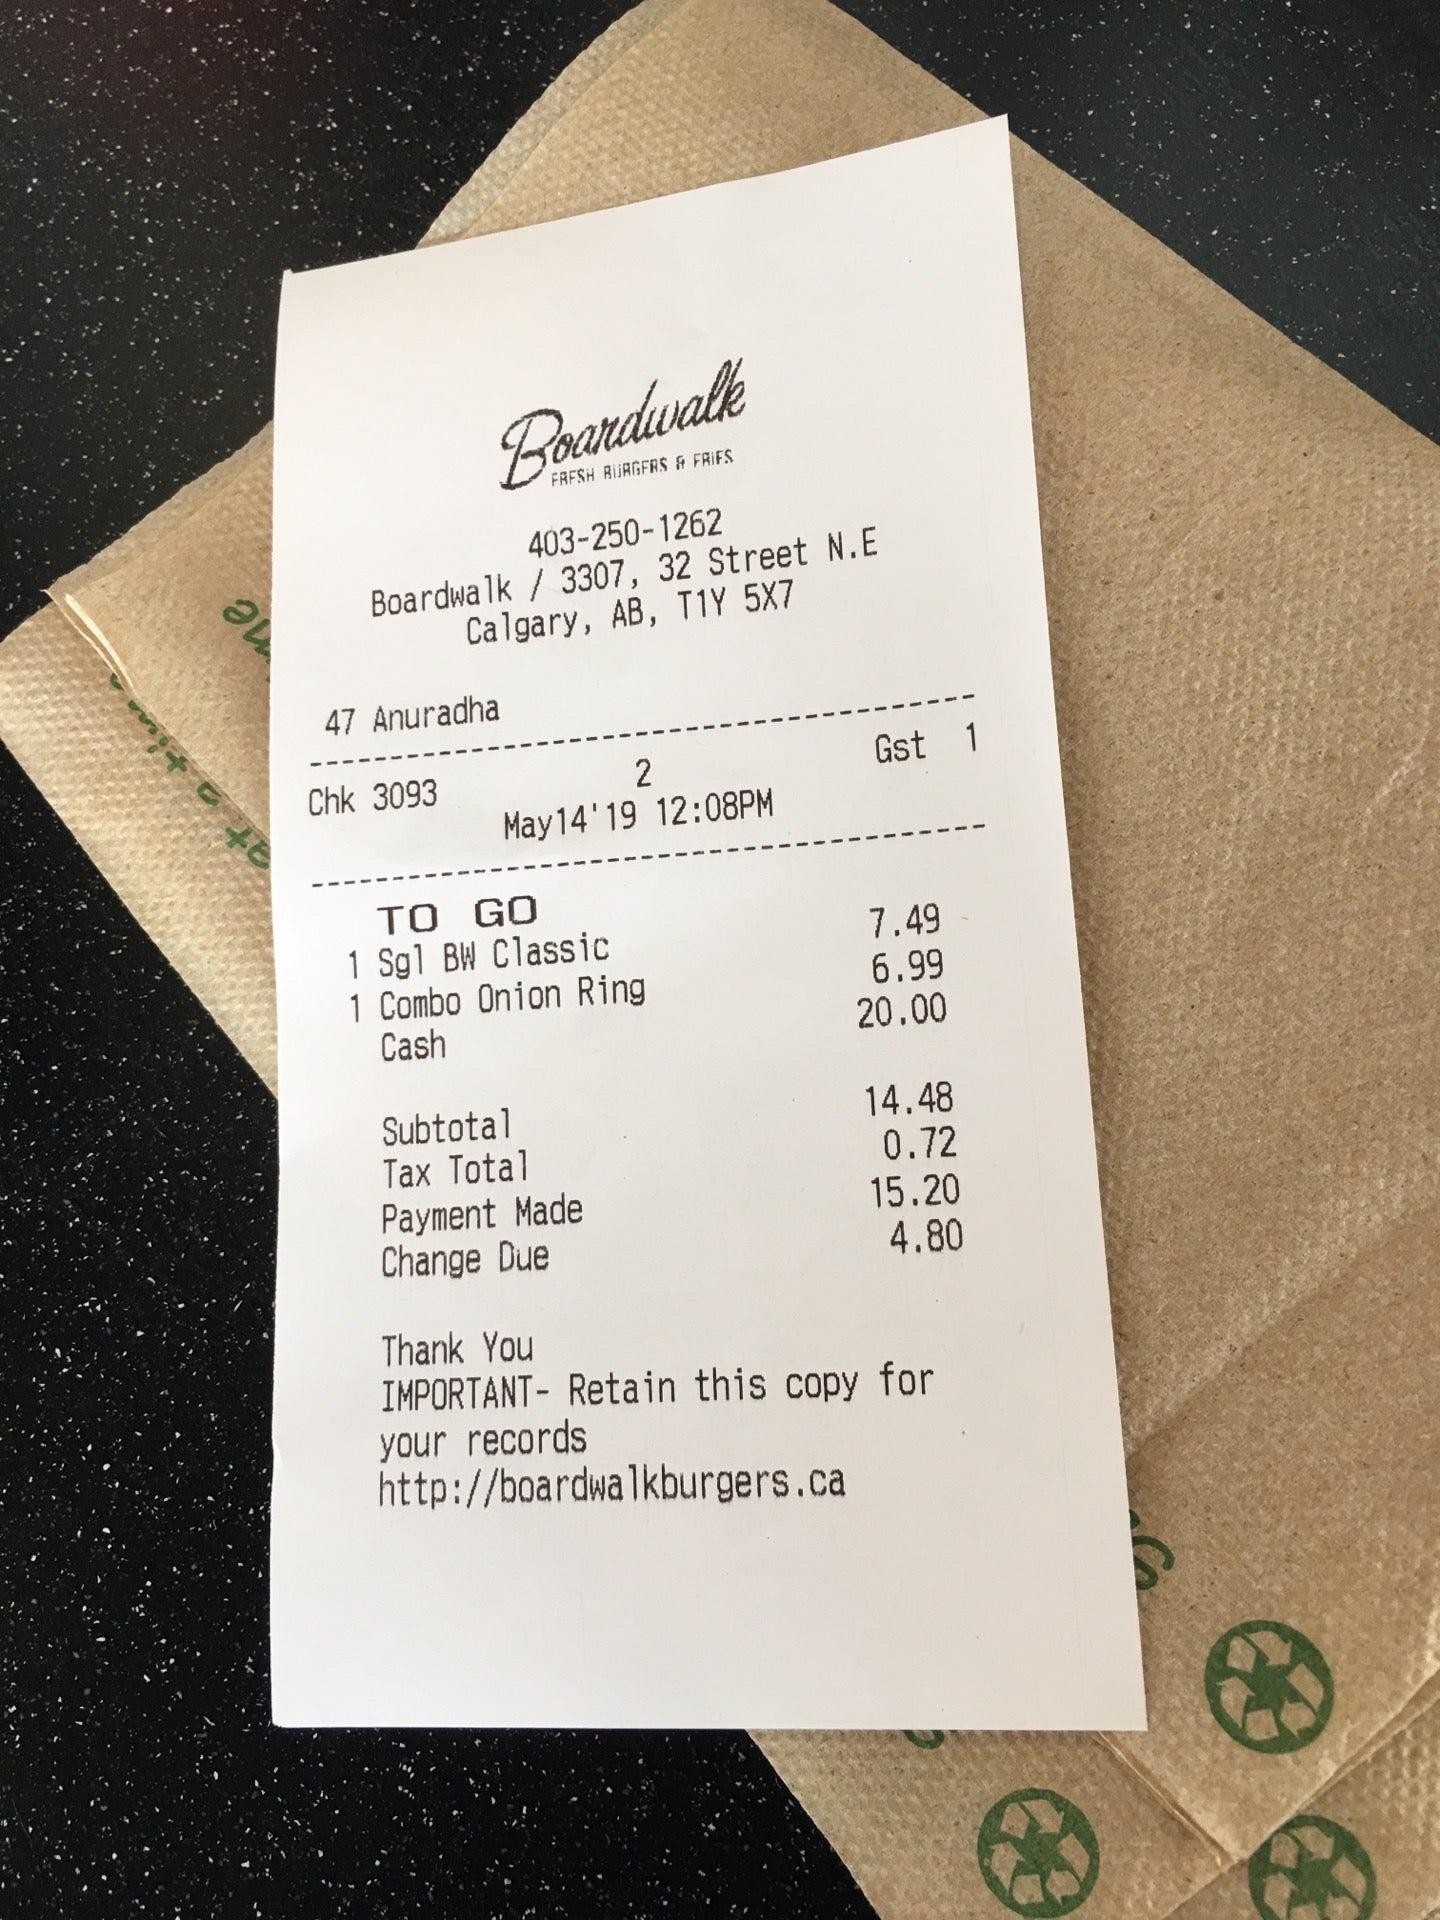 Boardwalk
FRESH BURGERS & FRIES
403-250-1262
Boardwalk / 3307, 32 Street N.E
Calgary, AB, T1Y 5X7
47 Anuradha
Chk 3093 2 Gst 1
May14'19 12:08PM
TO GO
1 Sgl BW Classic 7.49
1 Combo Onion Ring 6.99
Cash 20.00
Subtotal 14.48
Tax Total 0.72
Payment Made 15.20
Change Due 4.80
Thank You
IMPORTANT- Retain this copy for
your records
http://boardwalkburgers.ca
at a time